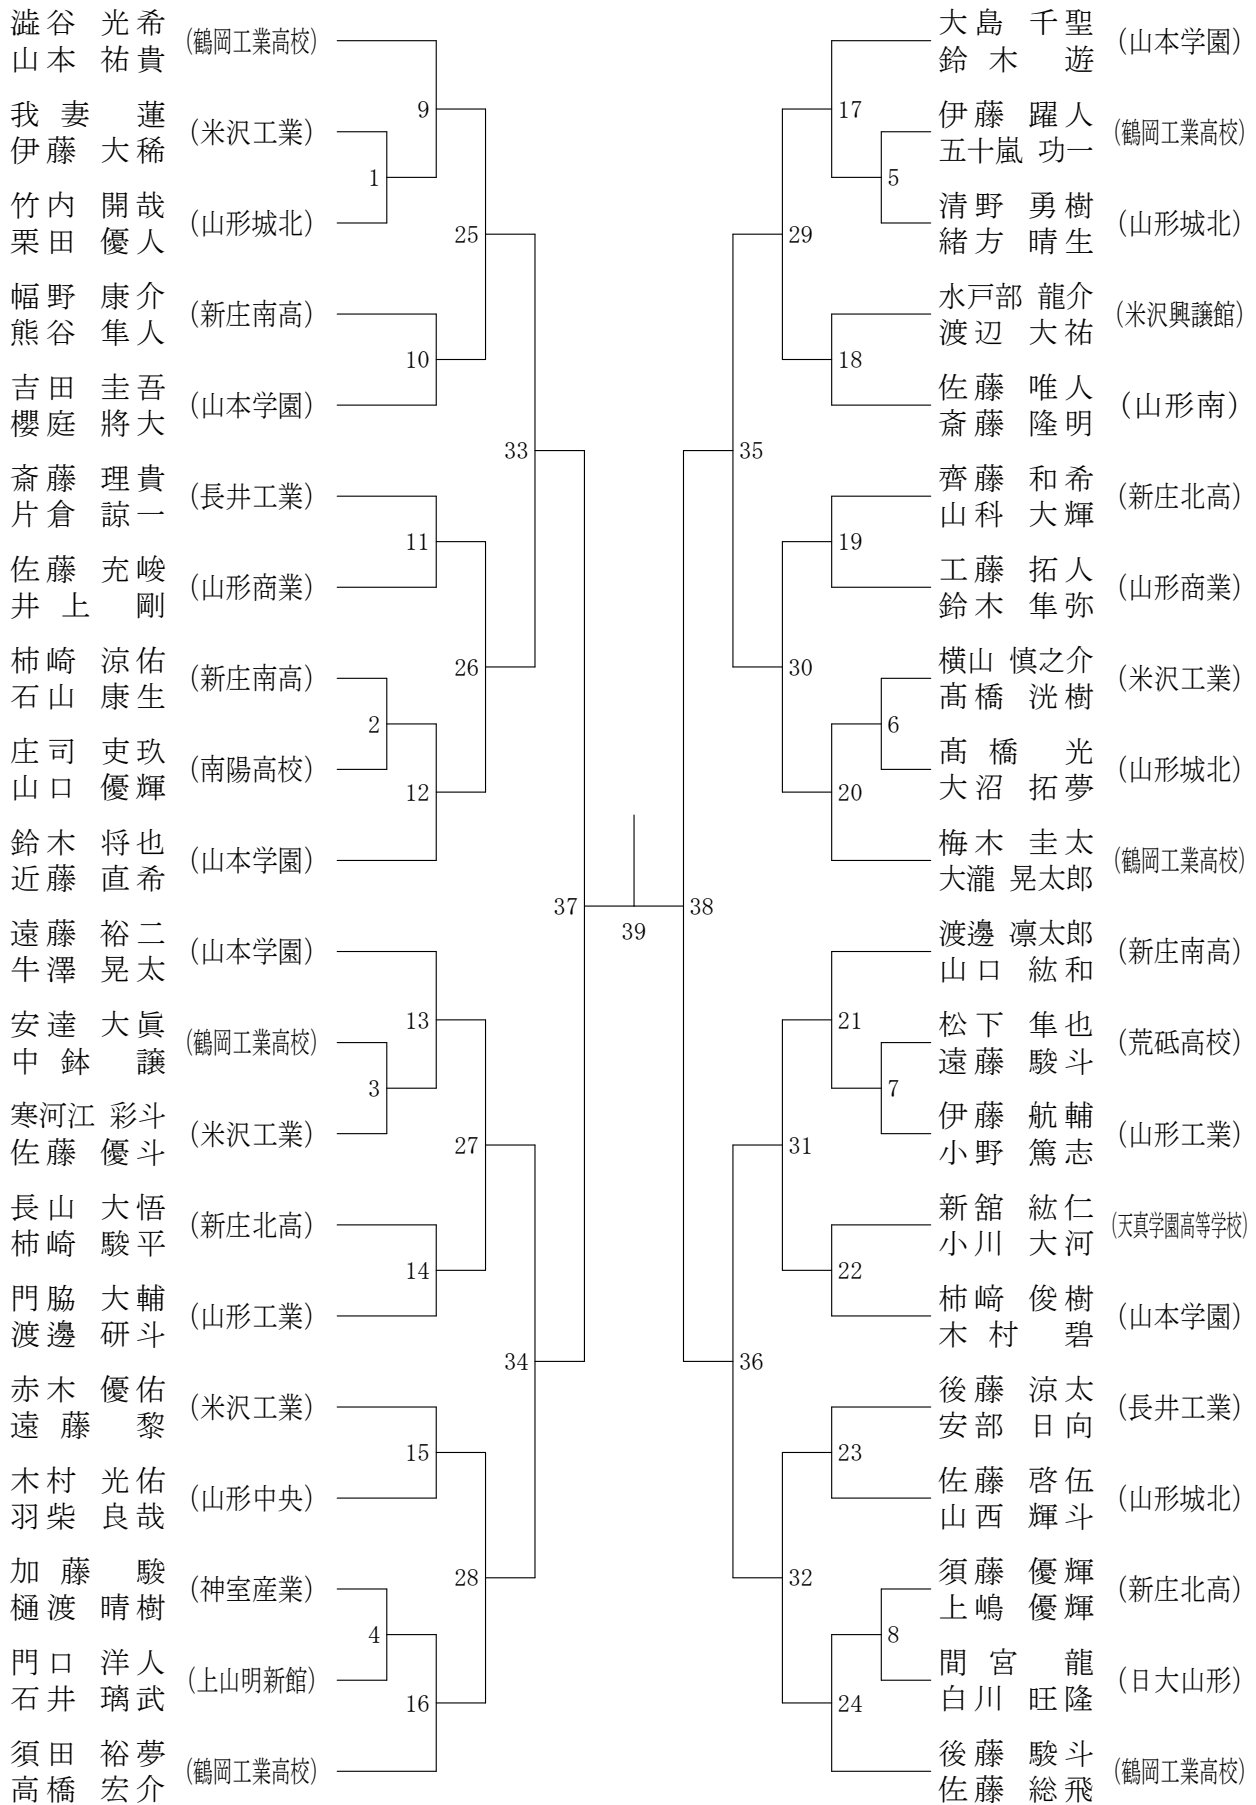 澁谷 光希
山本 祐貴
(鶴岡工業高校)
我妻 蓮
伊藤 大稀
(米沢工業)
竹内 開哉
栗田 優人
(山形城北)
幅野 康介
熊谷 隼人
(新庄南高)
吉田 圭吾
櫻庭 將大
(山本学園)
斎藤 理貴
片倉 諒一
(長井工業)
佐藤 充峻
井上 剛
(山形商業)
柿崎 涼佑
石山 康生
(新庄南高)
庄司 吏玖
山口 優輝
(南陽高校)
鈴木 将也
近藤 直希
(山本学園)
遠藤 裕二
牛澤 晃太
(山本学園)
安達 大眞
中鉢 譲
(鶴岡工業高校)
寒河江 彩斗
佐藤 優斗
(米沢工業)
長山 大悟
柿崎 駿平
(新庄北高)
門脇 大輔
渡邊 研斗
(山形工業)
赤木 優佑
遠藤 黎
(米沢工業)
木村 光佑
羽柴 良哉
(山形中央)
加藤 駿
樋渡 晴樹
(神室産業)
門口 洋人
石井 璃武
(上山明新館)
須田 裕夢
高橋 宏介
(鶴岡工業高校)
1
2
3
4
9
10
11
12
13
14
15
16
25
26
27
28
33
34
37
39
38
35
36
29
30
31
32
17
18
19
20
21
22
23
24
5
6
7
8
大島 千聖
鈴木 遊
(山本学園)
伊藤 躍人
五十嵐 功一
(鶴岡工業高校)
清野 勇樹
緒方 晴生
(山形城北)
水戸部 龍介
渡辺 大祐
(米沢興譲館)
佐藤 唯人
斎藤 隆明
(山形南)
齊藤 和希
山科 大輝
(新庄北高)
工藤 拓人
鈴木 隼弥
(山形商業)
横山 慎之介
髙橋 洸樹
(米沢工業)
髙橋 光
大沼 拓夢
(山形城北)
梅木 圭太
大瀧 晃太郎
(鶴岡工業高校)
渡邊 凛太郎
山口 紘和
(新庄南高)
松下 隼也
遠藤 駿斗
(荒砥高校)
伊藤 航輔
小野 篤志
(山形工業)
新舘 紘仁
小川 大河
(天真学園高等学校)
柿﨑 俊樹
木村 碧
(山本学園)
後藤 涼太
安部 日向
(長井工業)
佐藤 啓伍
山西 輝斗
(山形城北)
須藤 優輝
上嶋 優輝
(新庄北高)
間宮 龍
白川 旺隆
(日大山形)
後藤 駿斗
佐藤 総飛
(鶴岡工業高校)